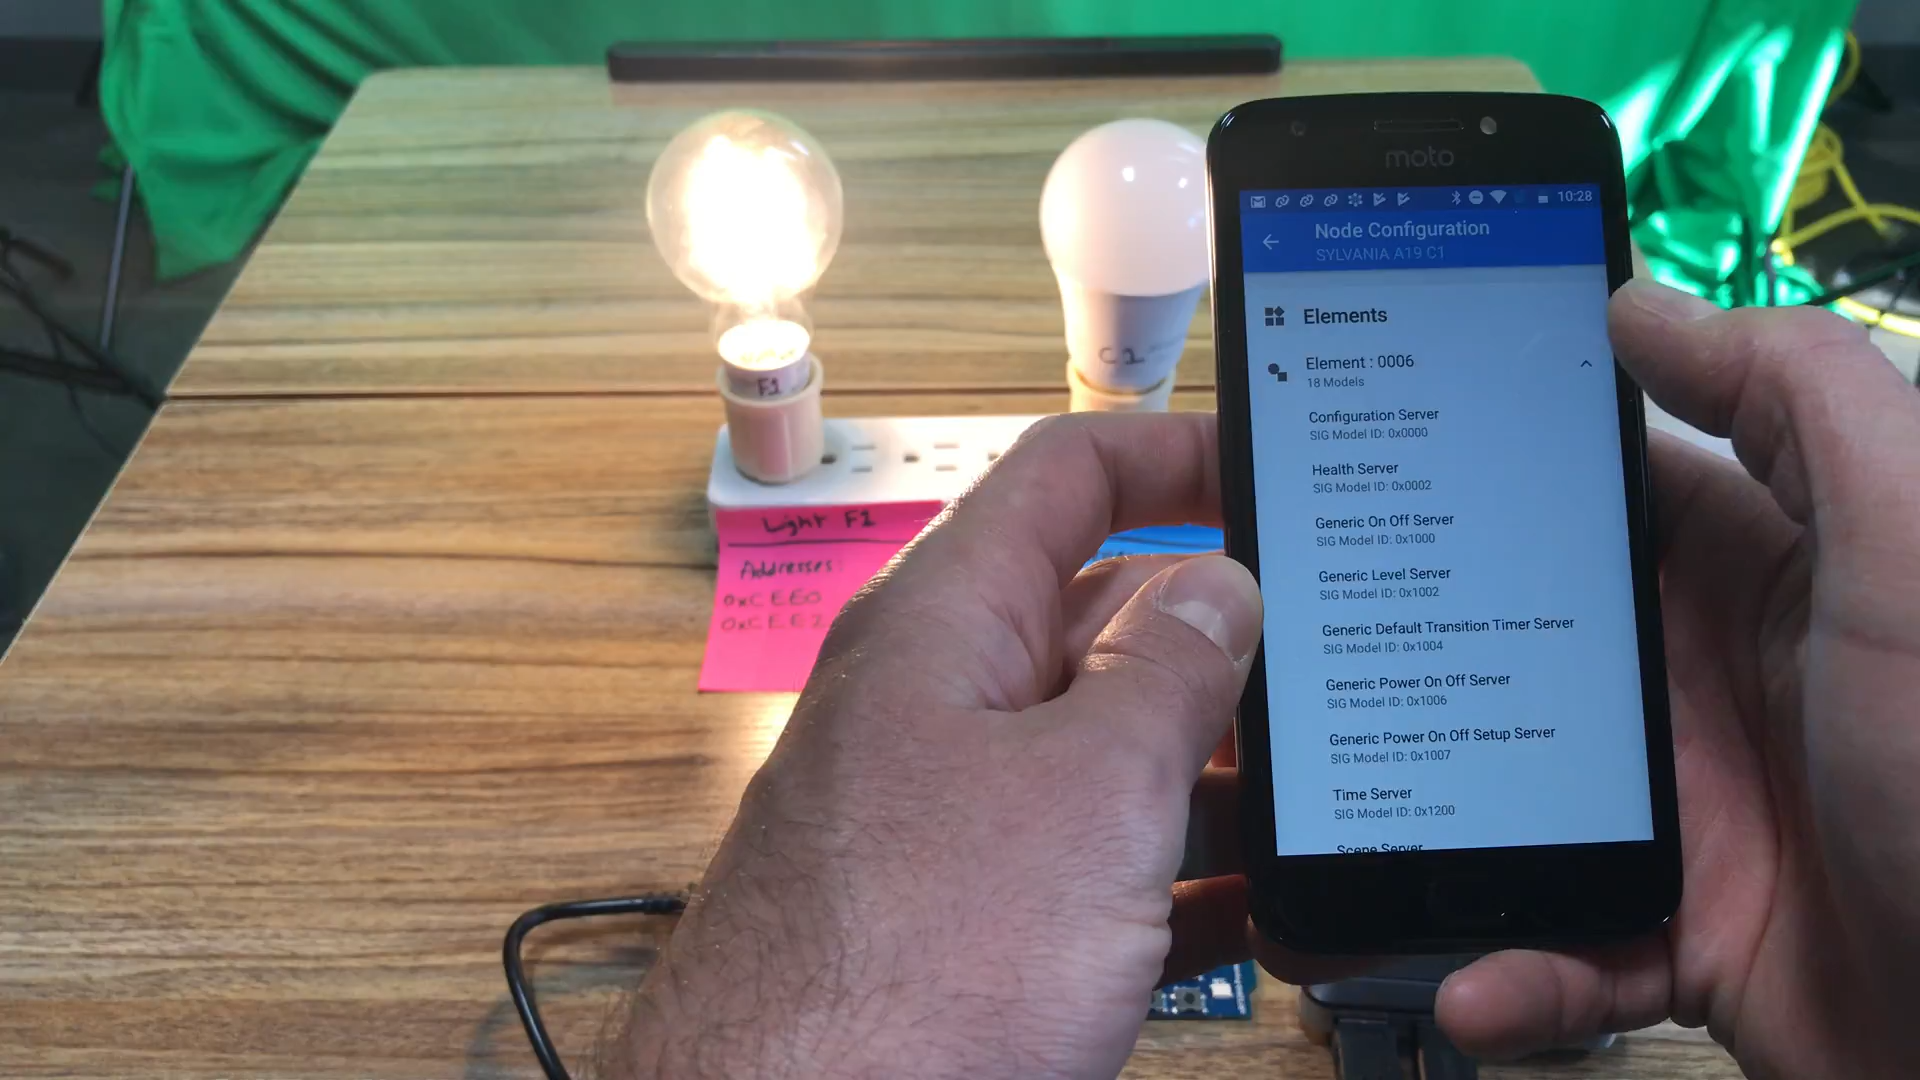 moto
10:28
Node Configuration
SYLVANIA A19 C1
Elements
Element : 0006
18 Models
Configuration Server
SIG Model ID: 0x0000
Health Server
SIG Model ID: 0x0002
Generic On Off Server
SIG Model ID: 0x1000
Generic Level Server
SIG Model ID: 0x1002
Generic Default Transition Timer Server
SIG Model ID: 0x1004
Generic Power On Off Server
SIG Model ID: 0x1006
Generic Power On Off Setup Server
SIG Model ID: 0x1007
Time Server
SIG Model ID: 0x1200
Scene Server
C1
F1
Light F1
Addresses:
0xCEE0
0xCEE2